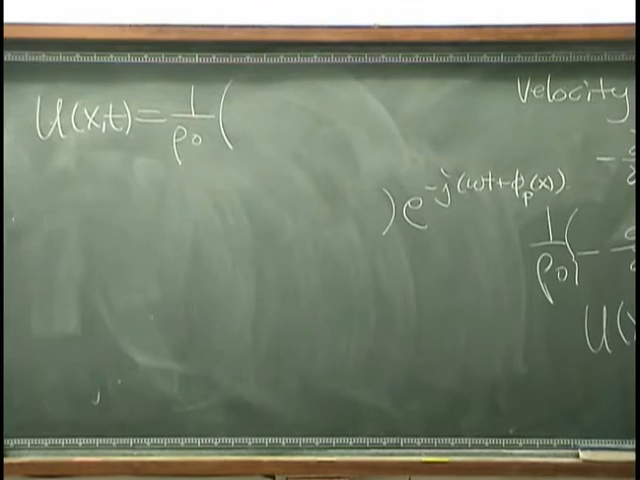 U(x,t) = 1/ρ0 (
) e^-j(ωt+ϕp(x))
Velocity
1/ρ0 ( -
U(